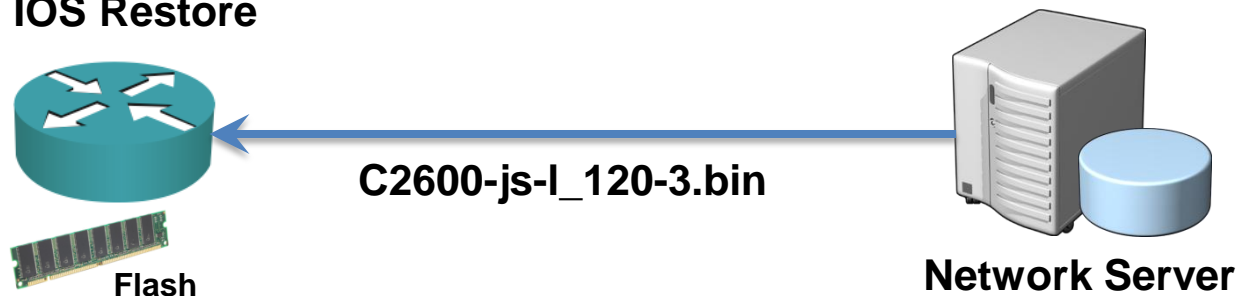 IOS Restore
C2600-js-l_120-3.bin
Flash
Network Server